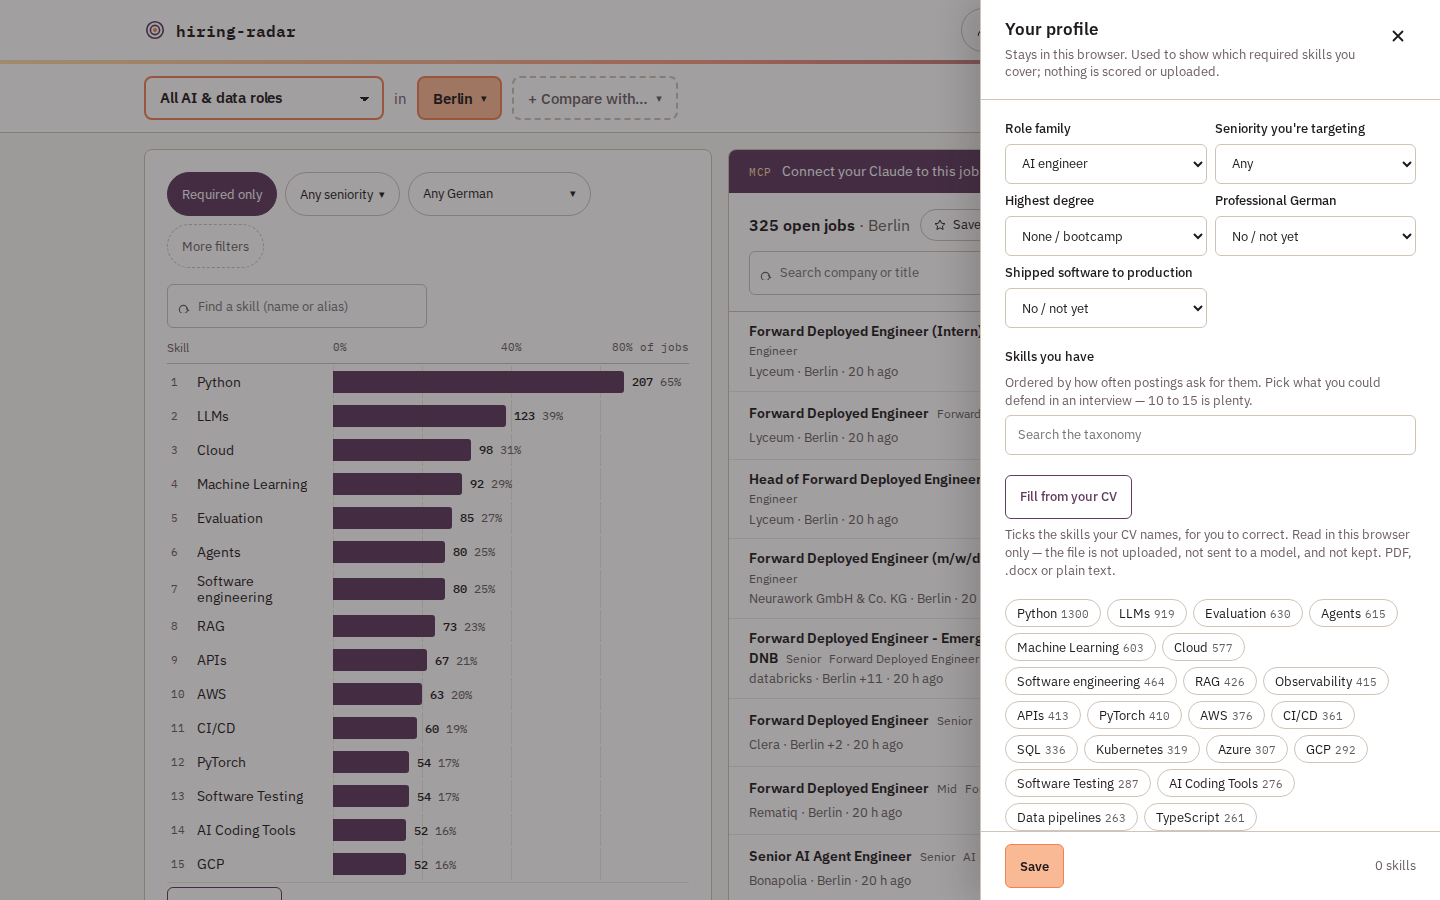 hiring-radar
All AI & data roles
in
Berlin
+ Compare with...
Required only
Any seniority
Any German
More filters
Find a skill (name or alias)
Skill 0% 40% 80% of jobs
1 Python 207 65%
2 LLMs 123 39%
3 Cloud 98 31%
4 Machine Learning 92 29%
5 Evaluation 85 27%
6 Agents 80 25%
7 Software engineering 80 25%
8 RAG 73 23%
9 APIs 67 21%
10 AWS 63 20%
11 CI/CD 60 19%
12 PyTorch 54 17%
13 Software Testing 54 17%
14 AI Coding Tools 52 16%
15 GCP 52 16%
MCP Connect your Claude to this job
325 open jobs · Berlin
Save
Search company or title
Forward Deployed Engineer (Intern)
Engineer
Lyceum · Berlin · 20 h ago
Forward Deployed Engineer Forward
Lyceum · Berlin · 20 h ago
Head of Forward Deployed Engineer
Engineer
Lyceum · Berlin · 20 h ago
Forward Deployed Engineer (m/w/d
Engineer
Neurawork GmbH & Co. KG · Berlin · 20
Forward Deployed Engineer - Emerg
DNB Senior Forward Deployed Engineer
databricks · Berlin +11 · 20 h ago
Forward Deployed Engineer Senior
Clera · Berlin +2 · 20 h ago
Forward Deployed Engineer Mid Fo
Rematiq · Berlin · 20 h ago
Senior AI Agent Engineer Senior AI
Bonapolia · Berlin · 20 h ago
Your profile
Stays in this browser. Used to show which required skills you
cover; nothing is scored or uploaded.
Role family
AI engineer
Seniority you're targeting
Any
Highest degree
None / bootcamp
Professional German
No / not yet
Shipped software to production
No / not yet
Skills you have
Ordered by how often postings ask for them. Pick what you could
defend in an interview — 10 to 15 is plenty.
Search the taxonomy
Fill from your CV
Ticks the skills your CV names, for you to correct. Read in this browser
only — the file is not uploaded, not sent to a model, and not kept. PDF,
.docx or plain text.
Python 1300 LLMs 919 Evaluation 630 Agents 615
Machine Learning 603 Cloud 577
Software engineering 464 RAG 426 Observability 415
APIs 413 PyTorch 410 AWS 376 CI/CD 361
SQL 336 Kubernetes 319 Azure 307 GCP 292
Software Testing 287 AI Coding Tools 276
Data pipelines 263 TypeScript 261
Save
0 skills